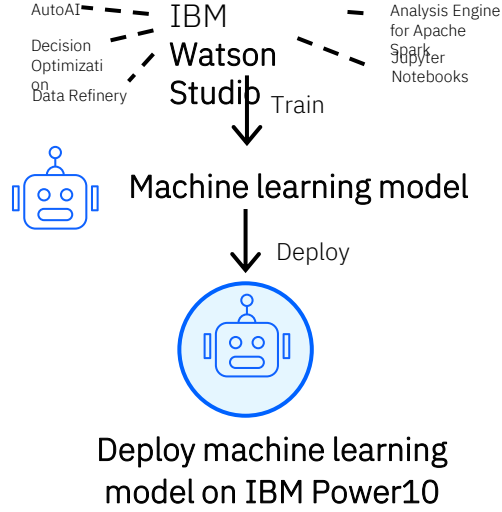 AutoAI
Decision
Optimizati
on
Data Refinery
IBM
Watson
Studio
Analysis Engine
for Apache
Spark
Jupyter
Notebooks
Train
Machine learning model
Deploy
Deploy machine learning
model on IBM Power10